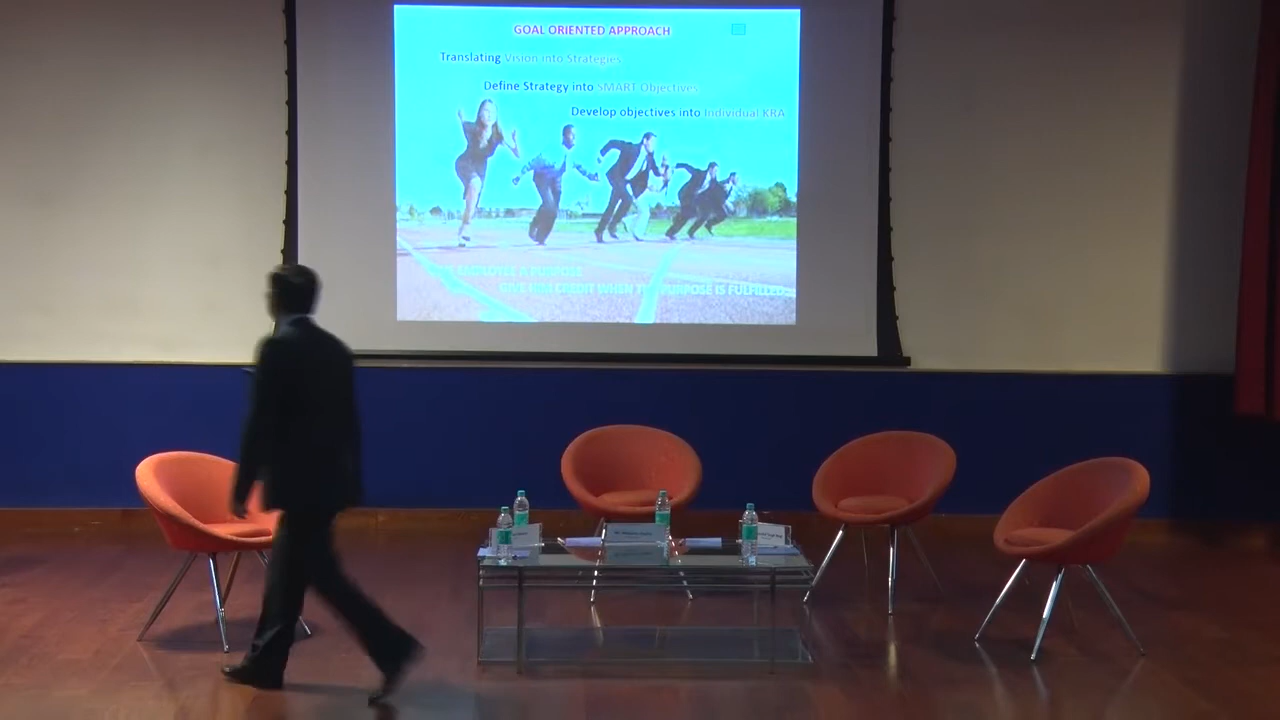 GOAL ORIENTED APPROACH
Translating Vision into Strategies
Define Strategy into SMART Objectives
Develop objectives into Individual KRA
EMPLOYEE A PURPOSE
GIVE HIM CREDIT WHEN THE PURPOSE IS FULFILLED